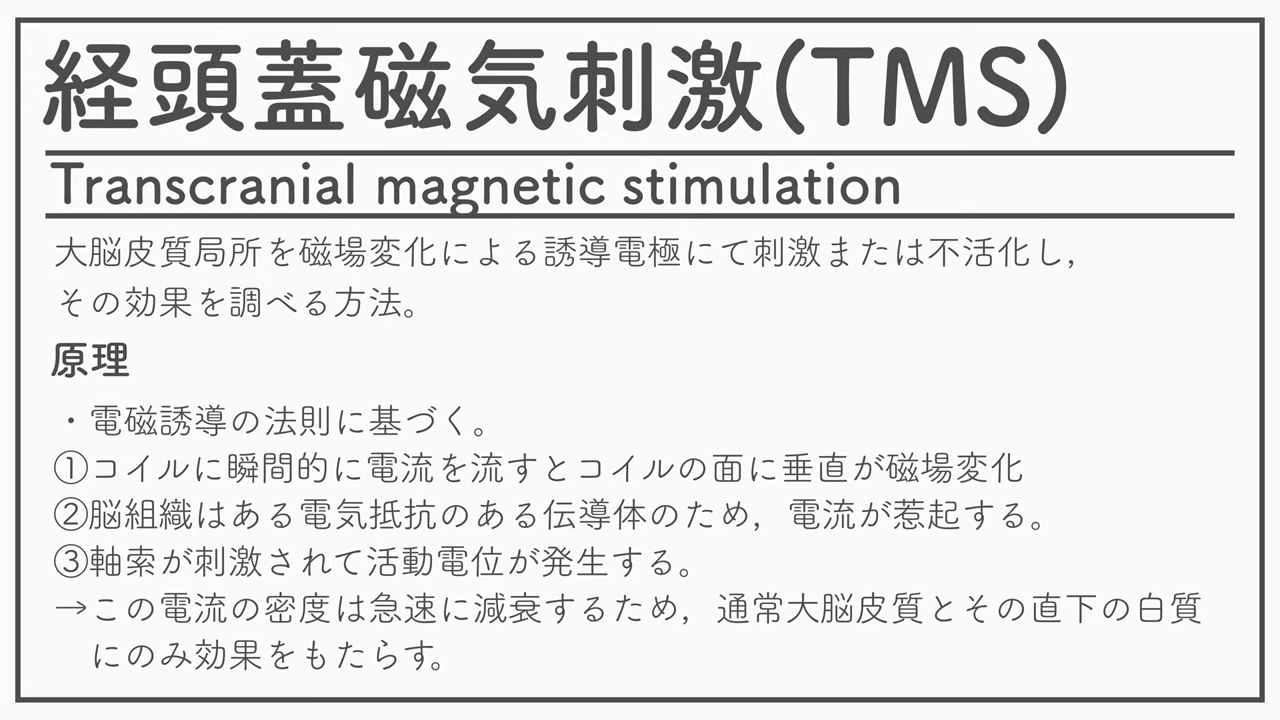 経頭蓋磁気刺激(TMS)
Transcranial magnetic stimulation
大脳皮質局所を磁場変化による誘導電極にて刺激または不活化し，
その効果を調べる方法。
原理
・電磁誘導の法則に基づく。
①コイルに瞬間的に電流を流すとコイルの面に垂直が磁場変化
②脳組織はある電気抵抗のある伝導体のため，電流が惹起する。
③軸索が刺激されて活動電位が発生する。
→この電流の密度は急速に減衰するため，通常大脳皮質とその直下の白質
にのみ効果をもたらす。